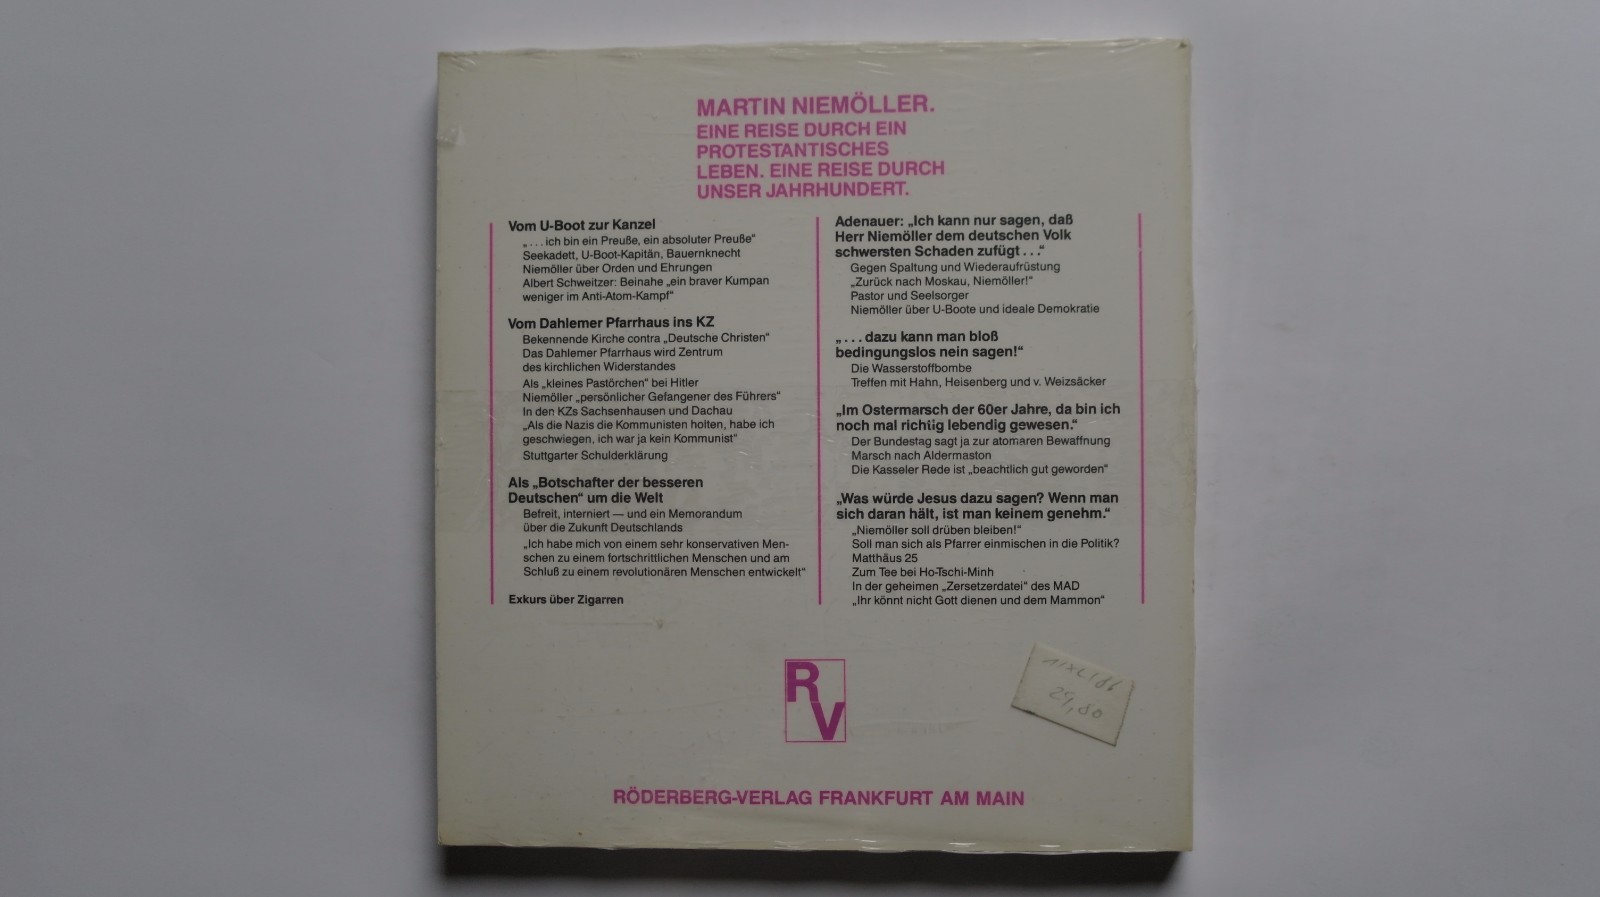 MARTIN NIEMÖLLER.
EINE REISE DURCH EIN
PROTESTANTISCHES
LEBEN. EINE REISE DURCH
UNSER JAHRHUNDERT.
Vom U-Boot zur Kanzel
„. . . ich bin ein Preuße, ein absoluter Preuße“
Seekadett, U-Boot-Kapitän, Bauernknecht
Niemöller über Orden und Ehrungen
Albert Schweitzer: Beinahe „ein braver Kumpan
weniger im Anti-Atom-Kampf“
Vom Dahlemer Pfarrhaus ins KZ
Bekennende Kirche contra „Deutsche Christen“
Das Dahlemer Pfarrhaus wird Zentrum
des kirchlichen Widerstandes
Als „kleines Pastörchen“ bei Hitler
Niemöller „persönlicher Gefangener des Führers“
In den KZs Sachsenhausen und Dachau
„Als die Nazis die Kommunisten holten, habe ich
geschwiegen, ich war ja kein Kommunist“
Stuttgarter Schulderklärung
Als „Botschafter der besseren
Deutschen“ um die Welt
Befreit, interniert — und ein Memorandum
über die Zukunft Deutschlands
„Ich habe mich von einem sehr konservativen Men-
schen zu einem fortschrittlichen Menschen und am
Schluß zu einem revolutionären Menschen entwickelt“
Exkurs über Zigarren
Adenauer: „Ich kann nur sagen, daß
Herr Niemöller dem deutschen Volk
schwersten Schaden zufügt . . .“
Gegen Spaltung und Wiederaufrüstung
„Zurück nach Moskau, Niemöller!“
Pastor und Seelsorger
Niemöller über U-Boote und ideale Demokratie
„. . . dazu kann man bloß
bedingungslos nein sagen!“
Die Wasserstoffbombe
Treffen mit Hahn, Heisenberg und v. Weizsäcker
„Im Ostermarsch der 60er Jahre, da bin ich
noch mal richtig lebendig gewesen.“
Der Bundestag sagt ja zur atomaren Bewaffnung
Marsch nach Aldermaston
Die Kasseler Rede ist „beachtlich gut geworden“
„Was würde Jesus dazu sagen? Wenn man
sich daran hält, ist man keinem genehm.“
„Niemöller soll drüben bleiben!“
Soll man sich als Pfarrer einmischen in die Politik?
Matthäus 25
Zum Tee bei Ho-Tschi-Minh
In der geheimen „Zersetzerdatei“ des MAD
„Ihr könnt nicht Gott dienen und dem Mammon“
29,80
R
V
RÖDERBERG-VERLAG FRANKFURT AM MAIN